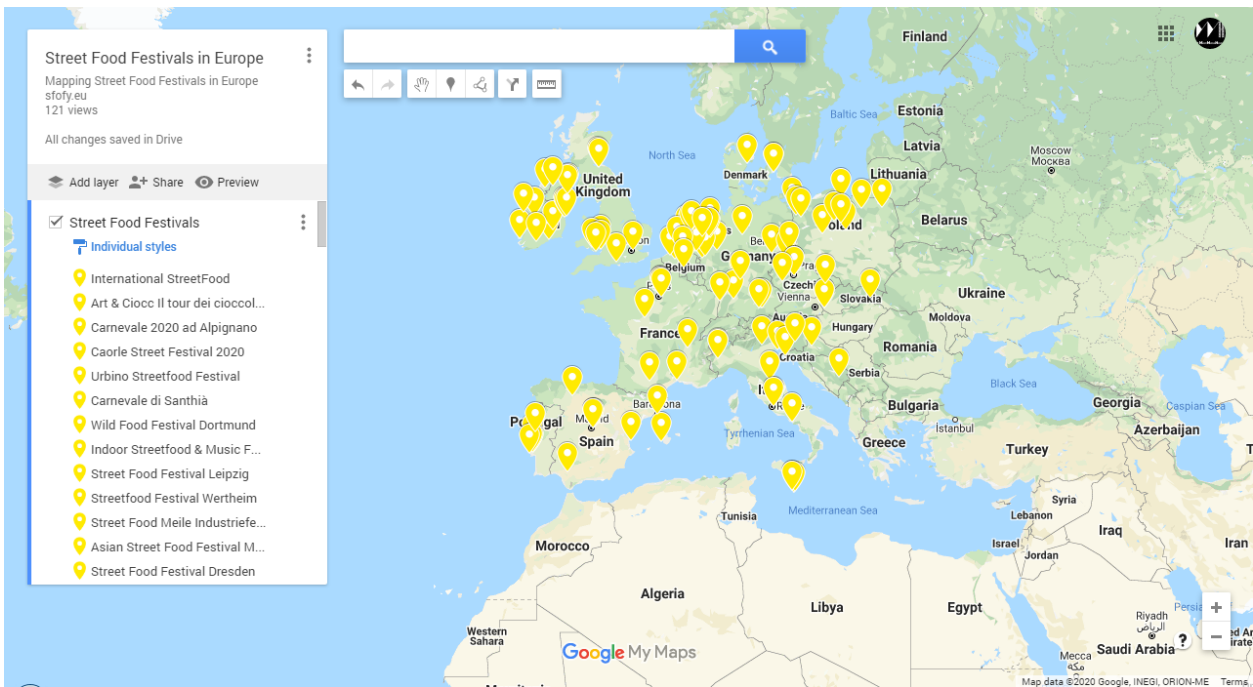 Street Food Festivals in Europe
Mapping Street Food Festivals in Europe
sfofy.eu
121 views
All changes saved in Drive
Add layer
Share
Preview
Street Food Festivals
Individual styles
International StreetFood
Art & Ciocc Il tour dei cioccol...
Carnevale 2020 ad Alpignano
Caorle Street Festival 2020
Urbino Streetfood Festival
Carnevale di Santhià
Wild Food Festival Dortmund
Indoor Streetfood & Music F...
Street Food Festival Leipzig
Streetfood Festival Wertheim
Street Food Meile Industriefe...
Asian Street Food Festival M...
Street Food Festival Dresden
Finland
Baltic Sea
Estonia
Latvia
Moscow
Москва
North Sea
Denmark
Lithuania
United
Kingdom
Belarus
Belgium
Ukraine
Vienna
Slovakia
Moldova
France
Hungary
Romania
Croatia
Serbia
Black Sea
Bulgaria
Georgia
Caspian Sea
İstanbul
Azerbaijan
Spain
Tyrrhenian Sea
Greece
Turkey
Mediterranean Sea
Syria
Tunisia
Lebanon
Iraq
Iran
Israel
Jordan
Morocco
Algeria
Libya
Egypt
Riyadh
الرياض
Western
Sahara
Saudi Arabia
Mecca
مكة
Google My Maps
Map data ©2020 Google, INEGI, ORION-ME
Terms